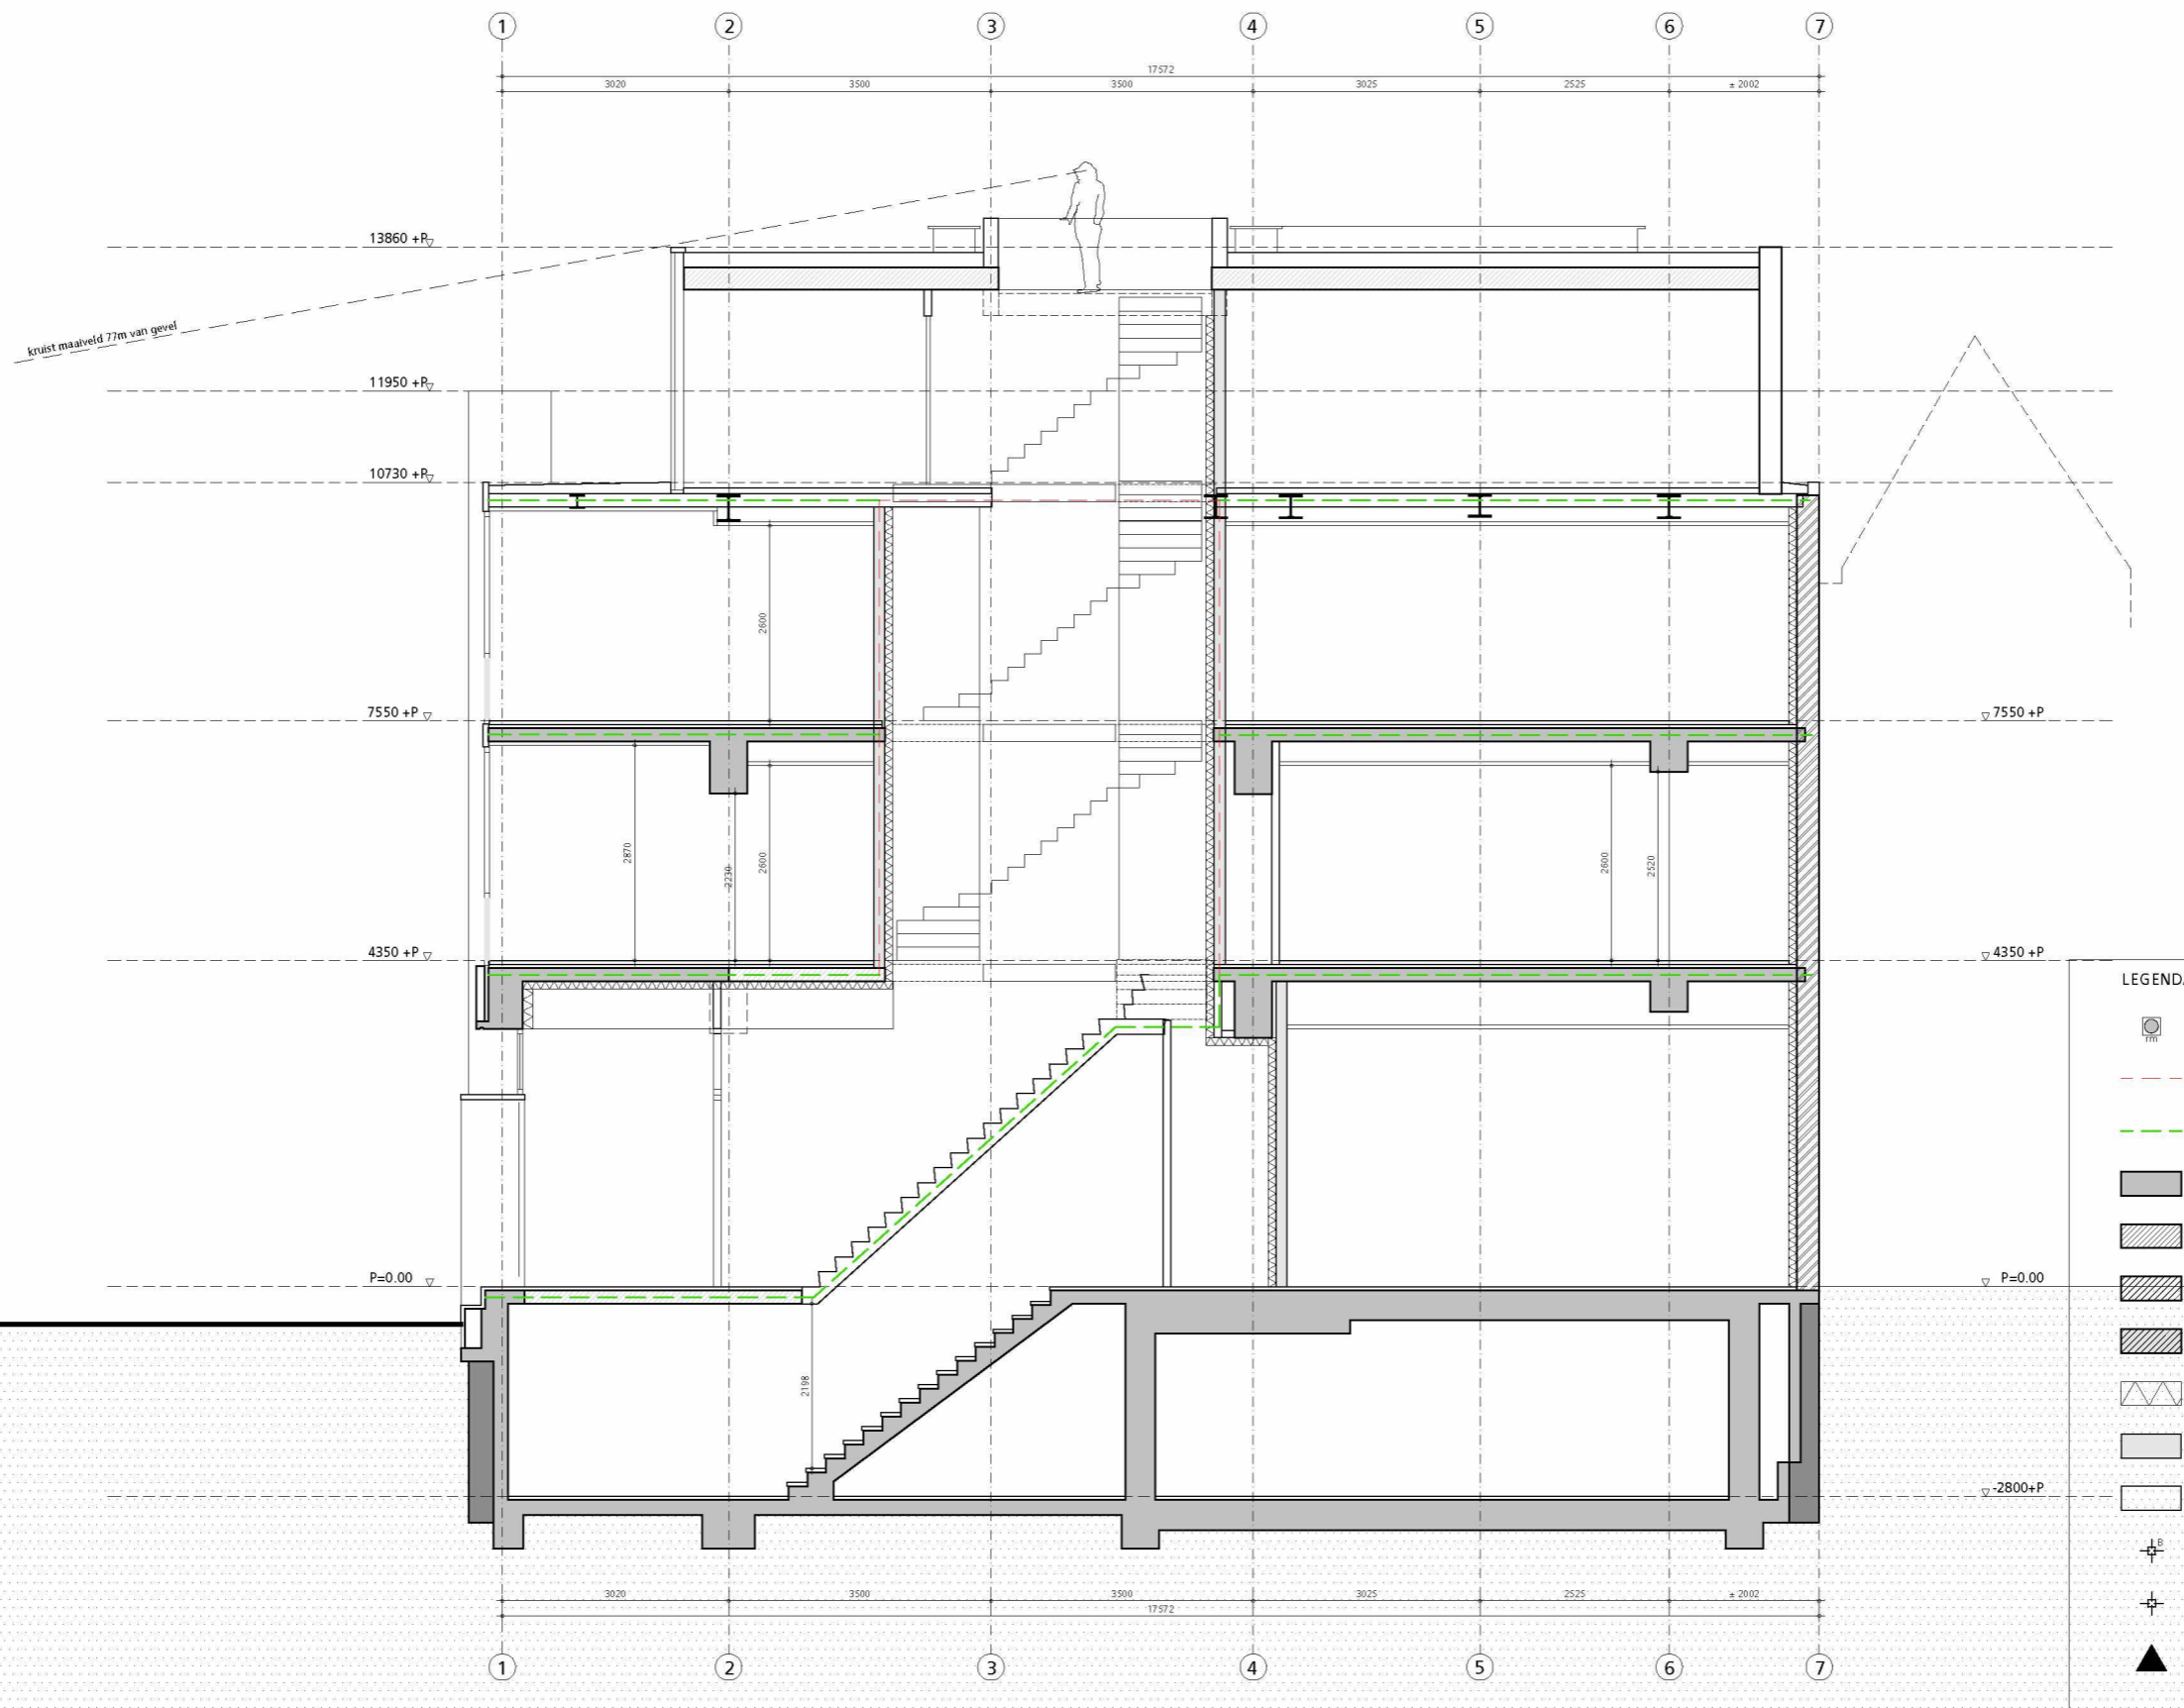 1 2 3 4 5 6 7
17572
3020 3500 3500 3025 2525 ± 2002
13860 +P
kruist maaiveld 77m van gevel
11950 +P
10730 +P
2600
7550 +P 7550 +P
2870 2230 2600 2600 2520
4350 +P 4350 +P
LEGENDA
rm
P=0.00 P=0.00
2198
-2800+P
B
3020 3500 3500 3025 2525 ± 2002
17572
1 2 3 4 5 6 7